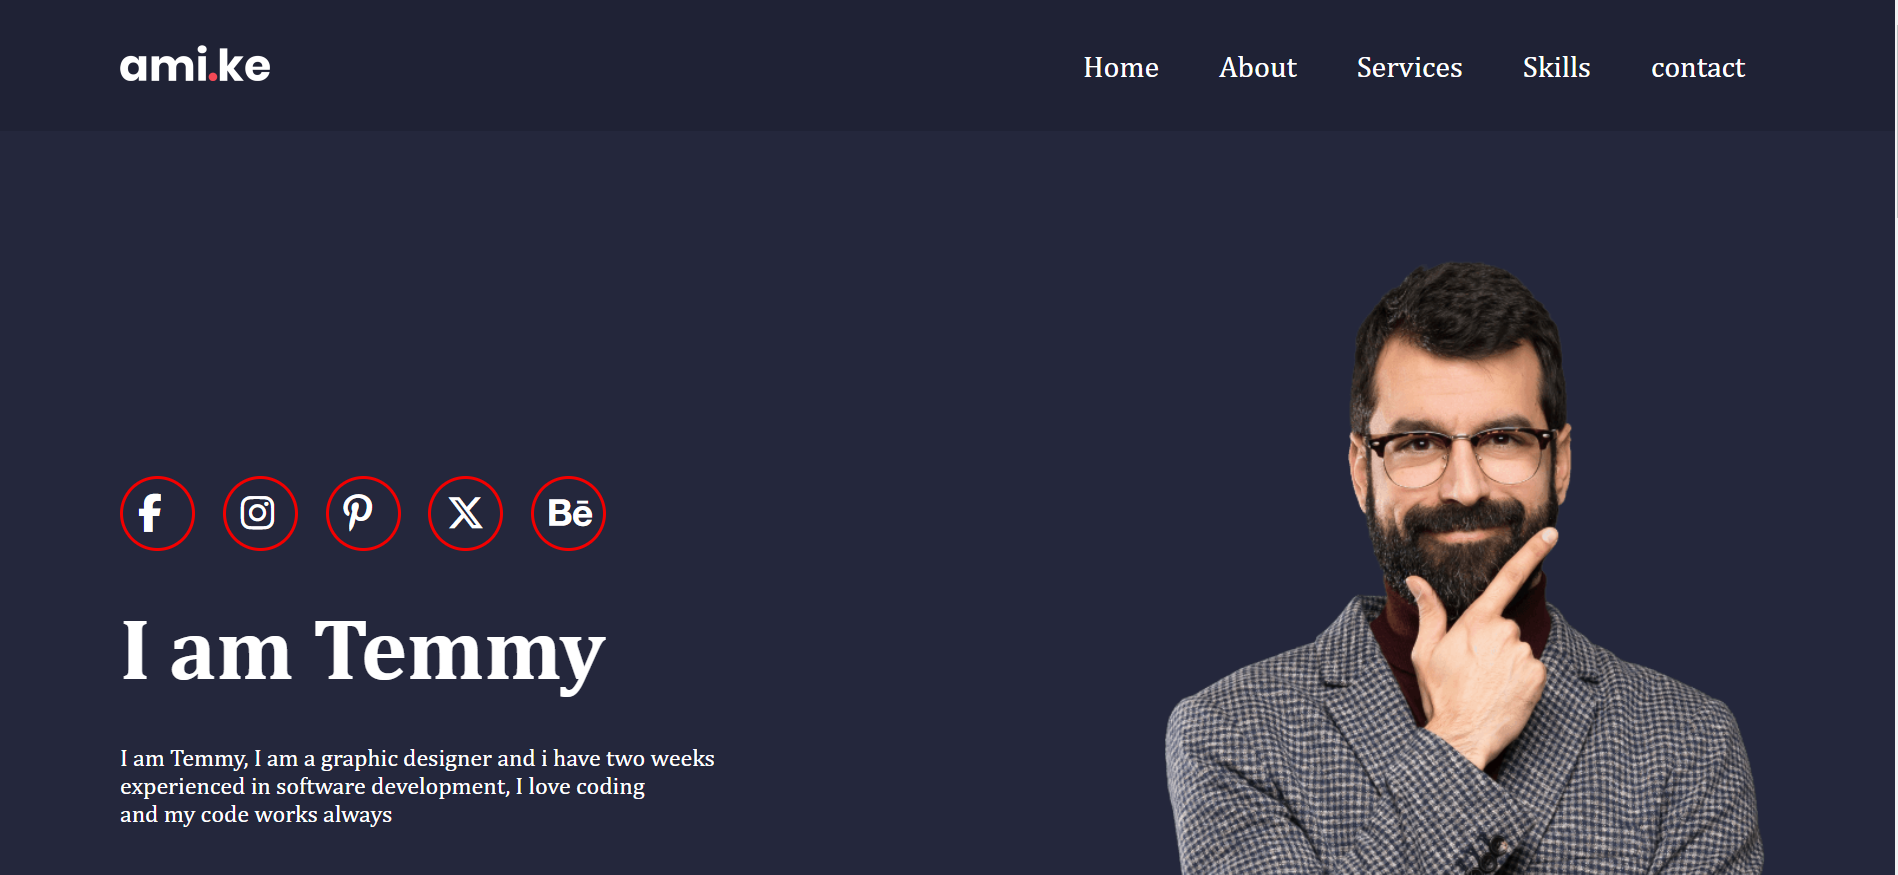 ami.ke
Home About Services Skills contact
Bē
I am Temmy
I am Temmy, I am a graphic designer and i have two weeks
experienced in software development, I love coding
and my code works always